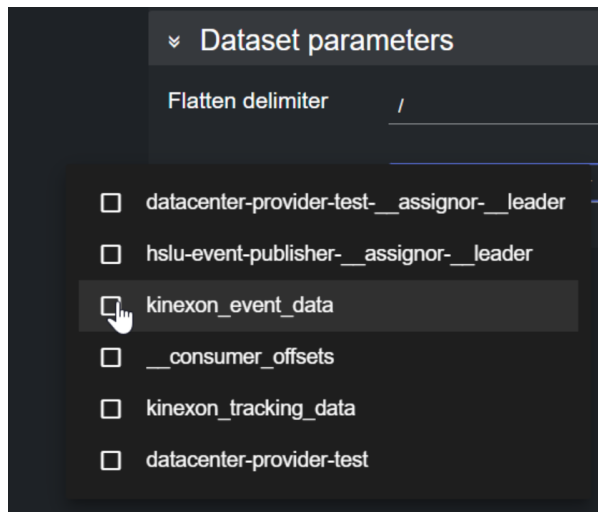 Dataset parameters
Flatten delimiter /
datacenter-provider-test-__assignor-__leader
hslu-event-publisher-__assignor-__leader
kinexon_event_data
__consumer_offsets
kinexon_tracking_data
datacenter-provider-test